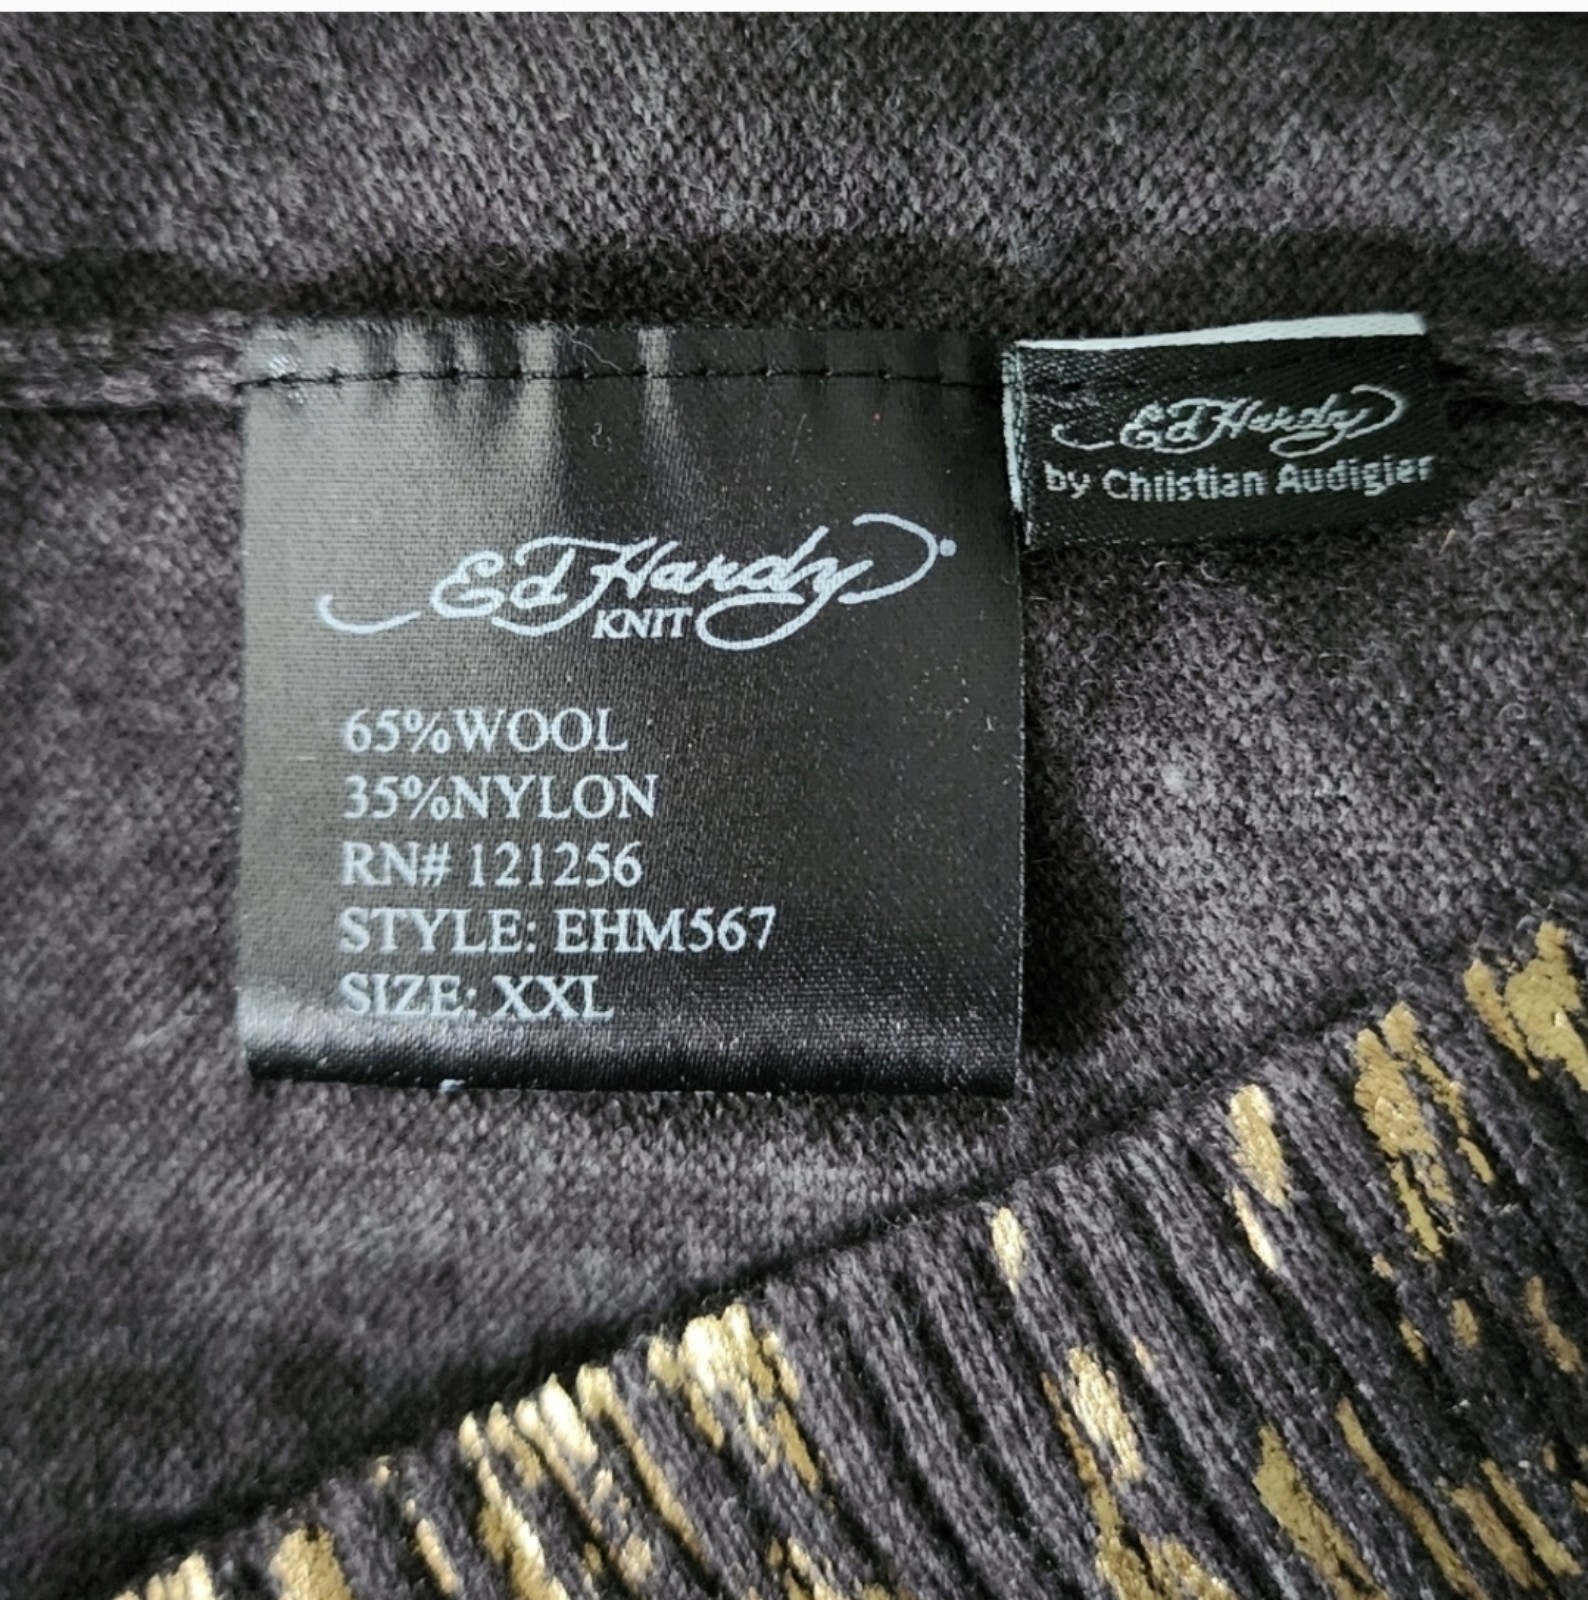 Ed Hardy
KNIT
65%WOOL
35%NYLON
RN# 121256
STYLE: EHM567
SIZE: XXL
Ed Hardy
by Christian Audigier